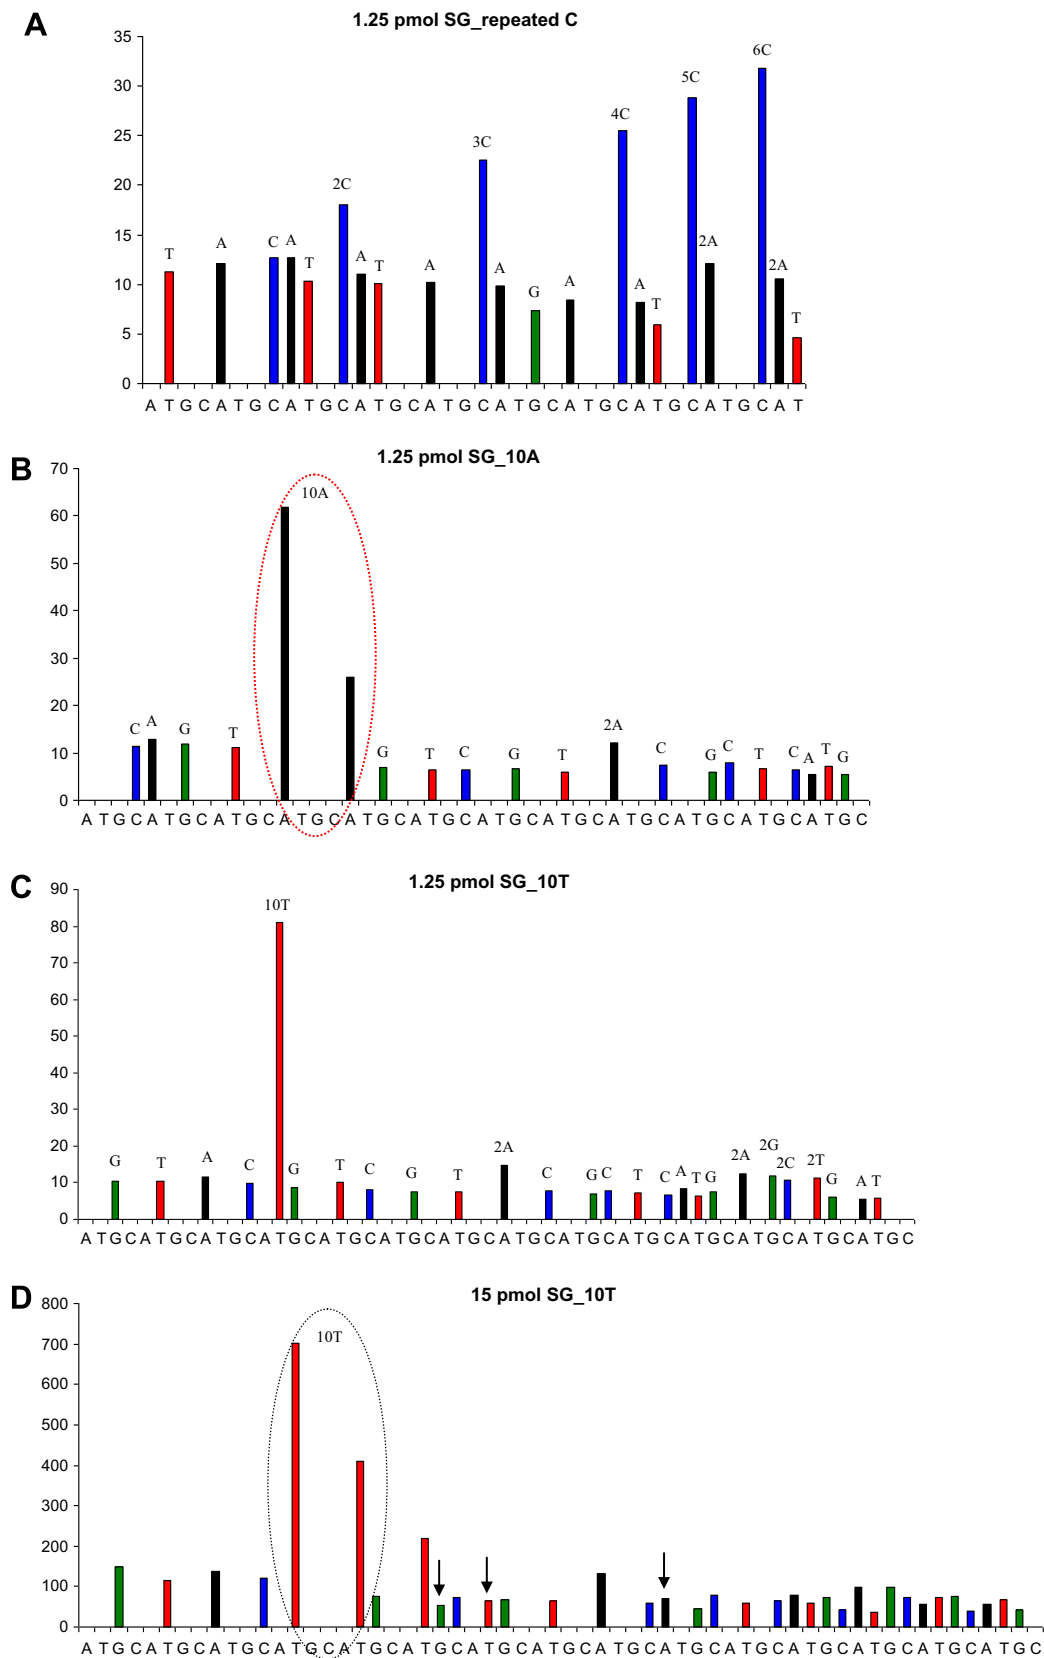 A
1.25 pmol SG_repeated C
35
30
25
20
15
10
5
0
T A C A T 2C A T A 3C A G A 4C A T 5C 2A 6C 2A T
A T G C A T G C A T G C A T G C A T G C A T G C A T G C A T G C A T G C A T
B
1.25 pmol SG_10A
70
60
50
40
30
20
10
0
C A G T 10A G T C G T 2A C G C T C A T G
A T G C A T G C A T G C A T G C A T G C A T G C A T G C A T G C A T G C A T G C A T G C A T G C
C
1.25 pmol SG_10T
90
80
70
60
50
40
30
20
10
0
G T A C 10T G T C G T 2A C G C T C A T G 2A 2G 2C 2T G A T
A T G C A T G C A T G C A T G C A T G C A T G C A T G C A T G C A T G C A T G C A T G C A T G C A T G C A T G C
D
15 pmol SG_10T
800
700
600
500
400
300
200
100
0
10T
A T G C A T G C A T G C A T G C A T G C A T G C A T G C A T G C A T G C A T G C A T G C A T G C A T G C A T G C A T G C